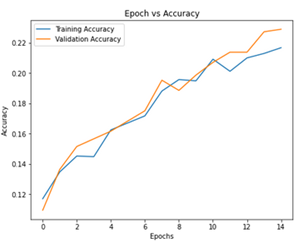 Epoch vs Accuracy
Training Accuracy
Validation Accuracy
0.22
0.20
0.18
0.16
0.14
0.12
Accuracy
0 2 4 6 8 10 12 14
Epochs